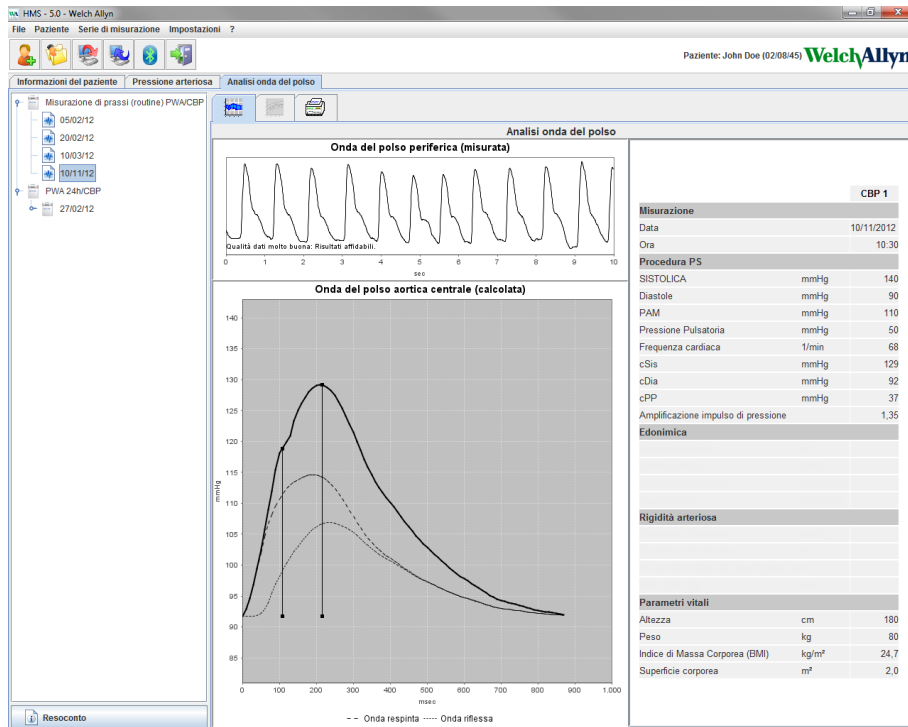 HMS - 5.0 - Welch Allyn
File Paziente Serie di misurazione Impostazioni ?
Paziente: John Doe (02/08/45) WelchAllyn
Informazioni del paziente Pressione arteriosa Analisi onda del polso
Misurazione di prassi (routine) PWA/CBP
05/02/12
20/02/12
10/03/12
10/11/12
PWA 24h/CBP
27/02/12
Resoconto
Analisi onda del polso
Onda del polso periferica (misurata)
Qualità dati molto buona: Risultati affidabili.
0 1 2 3 4 5 6 7 8 9 10
sec
Onda del polso aortica centrale (calcolata)
140
135
130
125
120
115
110
105
100
95
90
85
mmHg
0 100 200 300 400 500 600 700 800 900 1.000
msec
Onda respinta Onda riflessa
CBP 1
Misurazione
Data 10/11/2012
Ora 10:30
Procedura PS
SISTOLICA mmHg 140
Diastole mmHg 90
PAM mmHg 110
Pressione Pulsatoria mmHg 50
Frequenza cardiaca 1/min 68
cSis mmHg 129
cDia mmHg 92
cPP mmHg 37
Amplificazione impulso di pressione 1,35
Edonimica
Rigidità arteriosa
Parametri vitali
Altezza cm 180
Peso kg 80
Indice di Massa Corporea (BMI) kg/m² 24,7
Superficie corporea m² 2,0